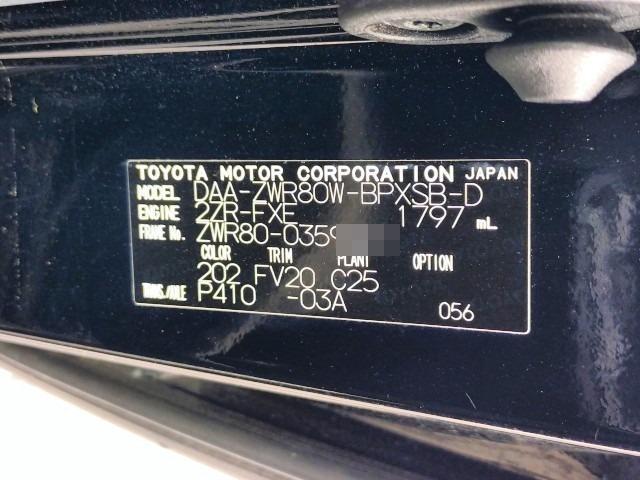 TOYOTA MOTOR CORPORATION JAPAN
MODEL DAA-ZWR80W-BPXSB-D
ENGINE 2ZR-FXE 1797 mL
FRAME No. ZWR80-0359
COLOR TRIM PLANT OPTION
202 FV20 C25
TRANS/AXLE P410 -03A
056